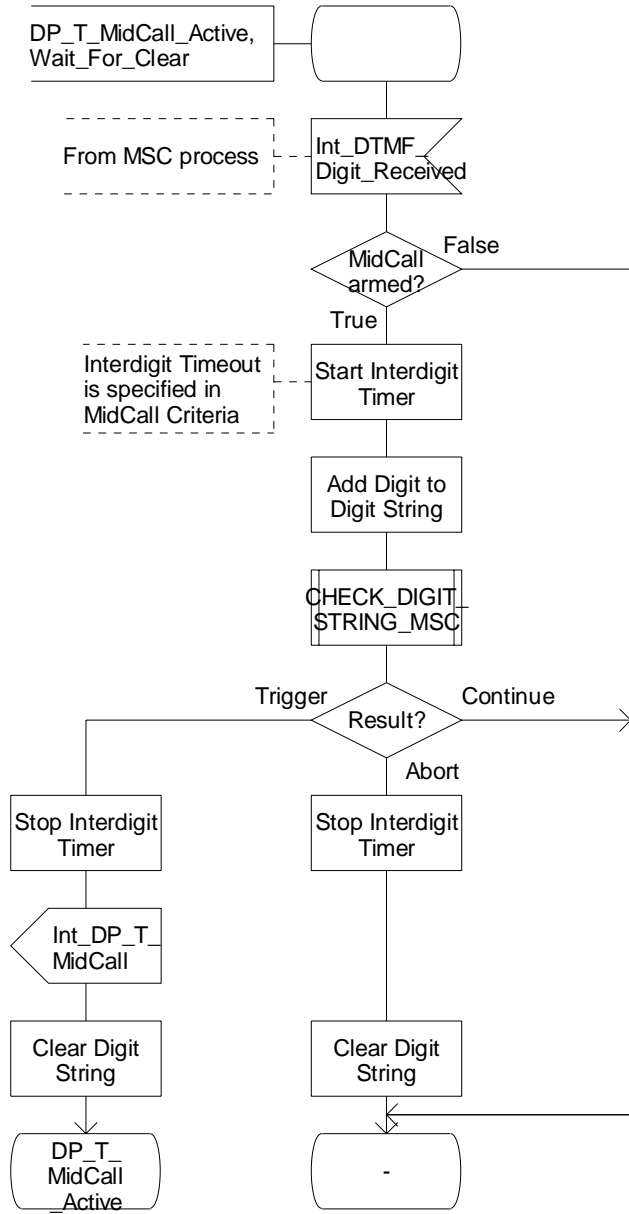 DP_T_MidCall_Active,
Wait_For_Clear
From MSC process
Int_DTMF_
Digit_Received
MidCall
armed?
False
True
Interdigit Timeout
is specified in
MidCall Criteria
Start Interdigit
Timer
Add Digit to
Digit String
CHECK_DIGIT_
STRING_MSC
Trigger
Result?
Continue
Abort
Stop Interdigit
Timer
Stop Interdigit
Timer
Int_DP_T_
MidCall
Clear Digit
String
Clear Digit
String
DP_T_
MidCall
_Active
-